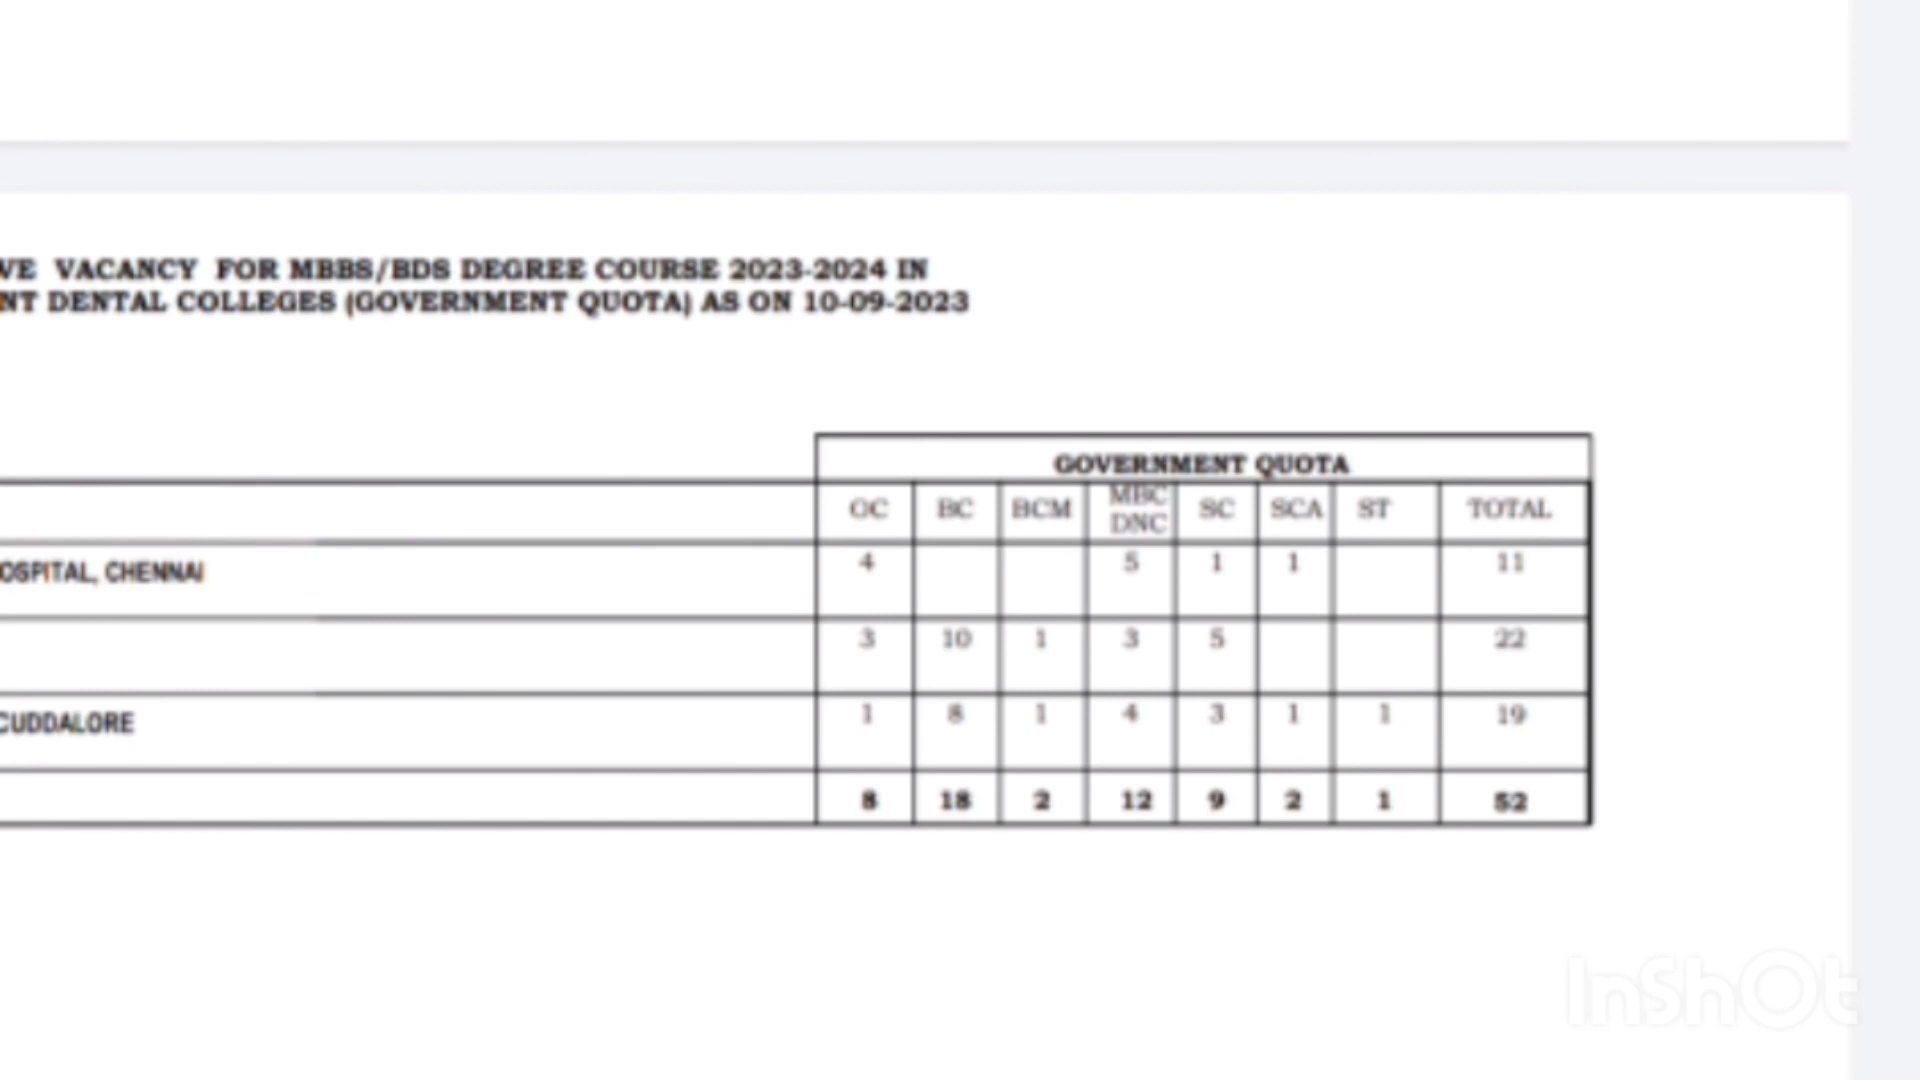 VE VACANCY FOR MBBS/BDS DEGREE COURSE 2023-2024 IN
NT DENTAL COLLEGES (GOVERNMENT QUOTA) AS ON 10-09-2023
GOVERNMENT QUOTA
OC BC BCM MBC DNC SC SCA ST TOTAL
OSPITAL, CHENNAI 4 5 1 1 11
3 10 1 3 5 22
CUDDALORE 1 8 1 4 3 1 1 19
8 18 2 12 9 2 1 52
InShOt